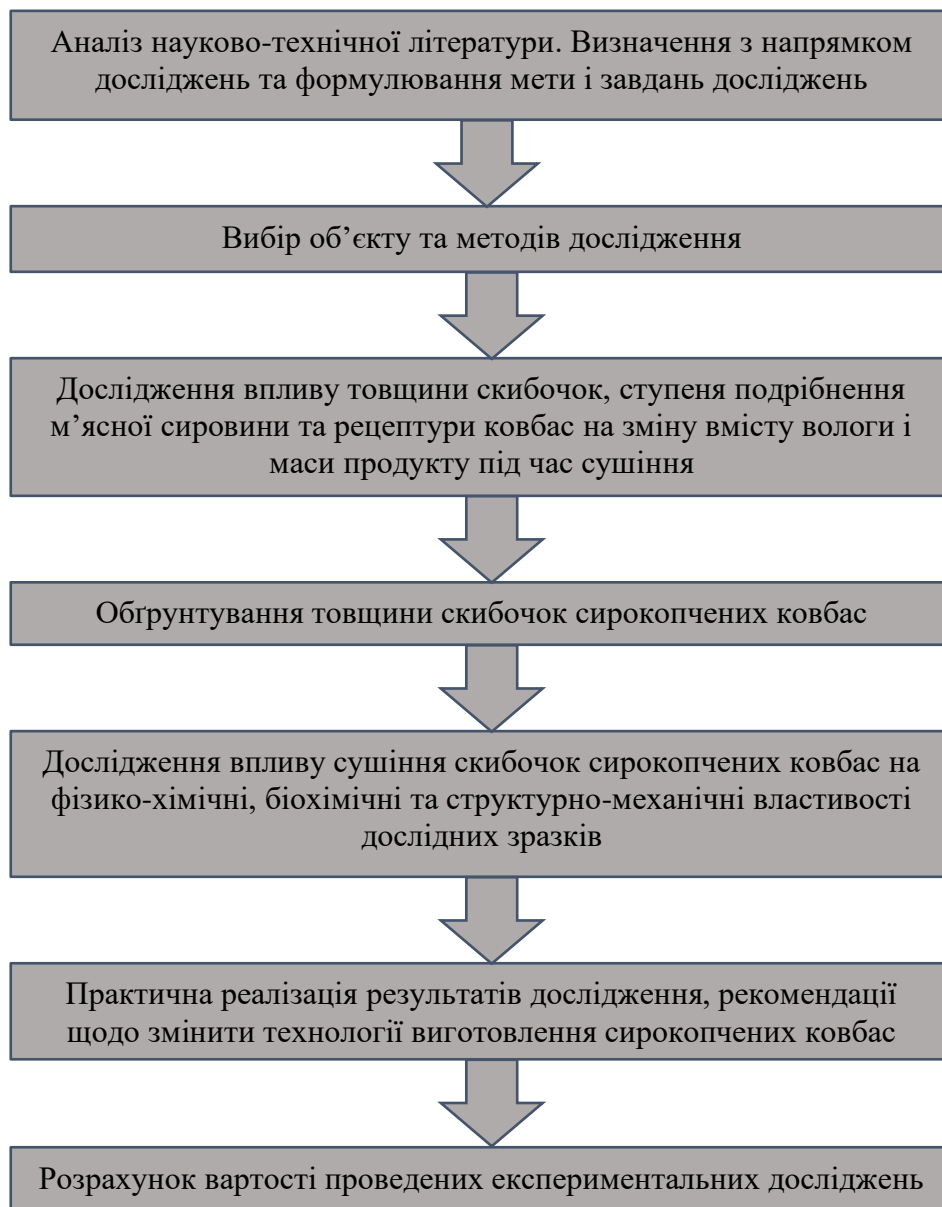 Аналіз науково-технічної літератури. Визначення з напрямком
досліджень та формулювання мети і завдань досліджень
Вибір об’єкту та методів дослідження
Дослідження впливу товщини скибочок, ступеня подрібнення
м’ясної сировини та рецептури ковбас на зміну вмісту вологи і
маси продукту під час сушіння
Обґрунтування товщини скибочок сирокопчених ковбас
Дослідження впливу сушіння скибочок сирокопчених ковбас на
фізико-хімічні, біохімічні та структурно-механічні властивості
дослідних зразків
Практична реалізація результатів дослідження, рекомендації
щодо змінити технології виготовлення сирокопчених ковбас
Розрахунок вартості проведених експериментальних досліджень